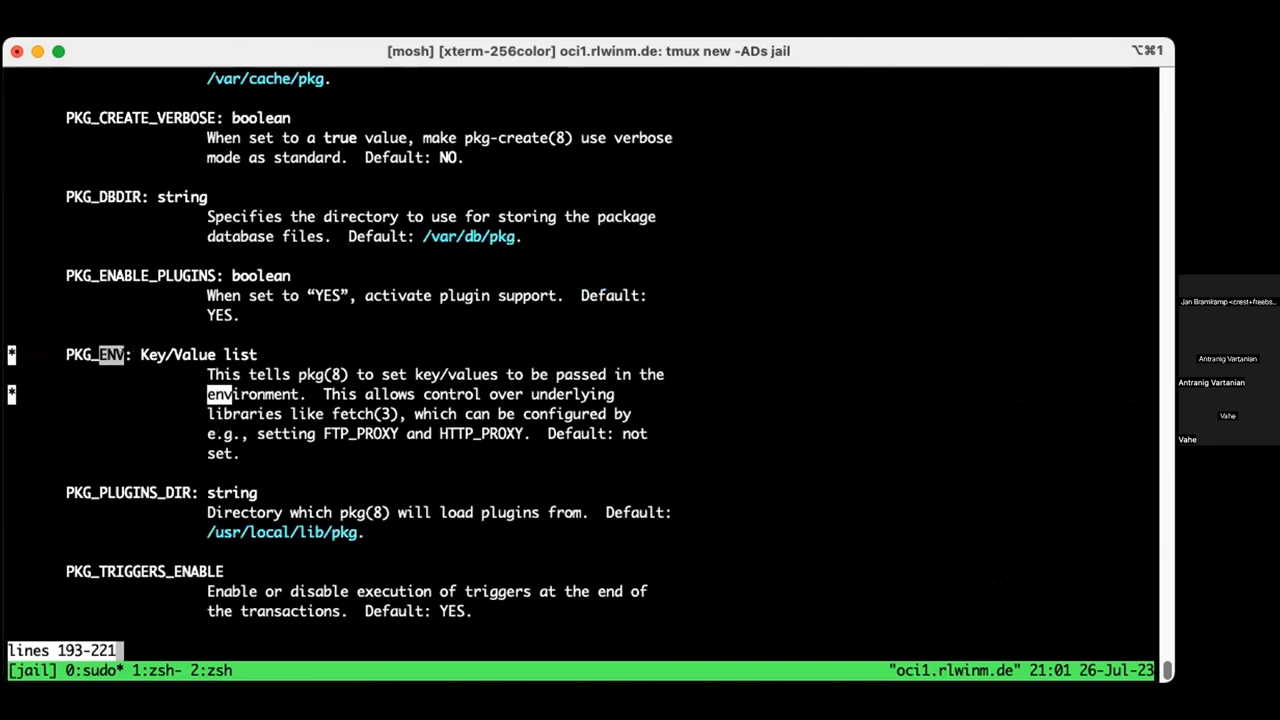 [mosh] [xterm-256color] oci1.rlwinm.de: tmux new -ADs jail
⌥⌘1
/var/cache/pkg.
PKG_CREATE_VERBOSE: boolean
When set to a true value, make pkg-create(8) use verbose
mode as standard.  Default: NO.
PKG_DBDIR: string
Specifies the directory to use for storing the package
database files.  Default: /var/db/pkg.
PKG_ENABLE_PLUGINS: boolean
When set to “YES”, activate plugin support.  Default:
YES.
* PKG_ENV: Key/Value list
This tells pkg(8) to set key/values to be passed in the
* environment.  This allows control over underlying
libraries like fetch(3), which can be configured by
e.g., setting FTP_PROXY and HTTP_PROXY.  Default: not
set.
PKG_PLUGINS_DIR: string
Directory which pkg(8) will load plugins from.  Default:
/usr/local/lib/pkg.
PKG_TRIGGERS_ENABLE
Enable or disable execution of triggers at the end of
the transactions.  Default: YES.
lines 193-221
[jail] 0:sudo* 1:zsh- 2:zsh
"oci1.rlwinm.de" 21:01 26-Jul-23
Jan Bramkamp <crest+freebs...
Antranig Vartanian
Antranig Vartanian
Vahe
Vahe